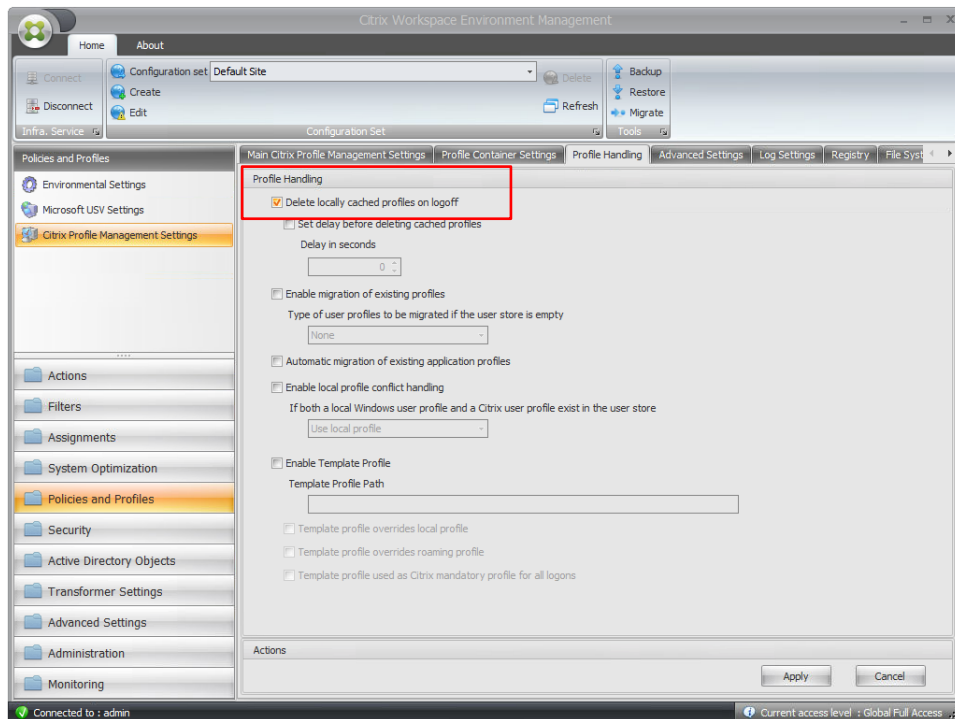 Citrix Workspace Environment Management
Home About
Connect
Disconnect
Infra. Service
Configuration set Default Site
Create
Edit
Delete
Refresh
Configuration Set
Backup
Restore
Migrate
Tools
Policies and Profiles
Environmental Settings
Microsoft USV Settings
Citrix Profile Management Settings
Actions
Filters
Assignments
System Optimization
Policies and Profiles
Security
Active Directory Objects
Transformer Settings
Advanced Settings
Administration
Monitoring
Main Citrix Profile Management Settings Profile Container Settings Profile Handling Advanced Settings Log Settings Registry File Syst
Profile Handling
Delete locally cached profiles on logoff
Set delay before deleting cached profiles
Delay in seconds
0
Enable migration of existing profiles
Type of user profiles to be migrated if the user store is empty
None
Automatic migration of existing application profiles
Enable local profile conflict handling
If both a local Windows user profile and a Citrix user profile exist in the user store
Use local profile
Enable Template Profile
Template Profile Path
Template profile overrides local profile
Template profile overrides roaming profile
Template profile used as Citrix mandatory profile for all logons
Actions
Apply Cancel
Connected to : admin
Current access level : Global Full Access